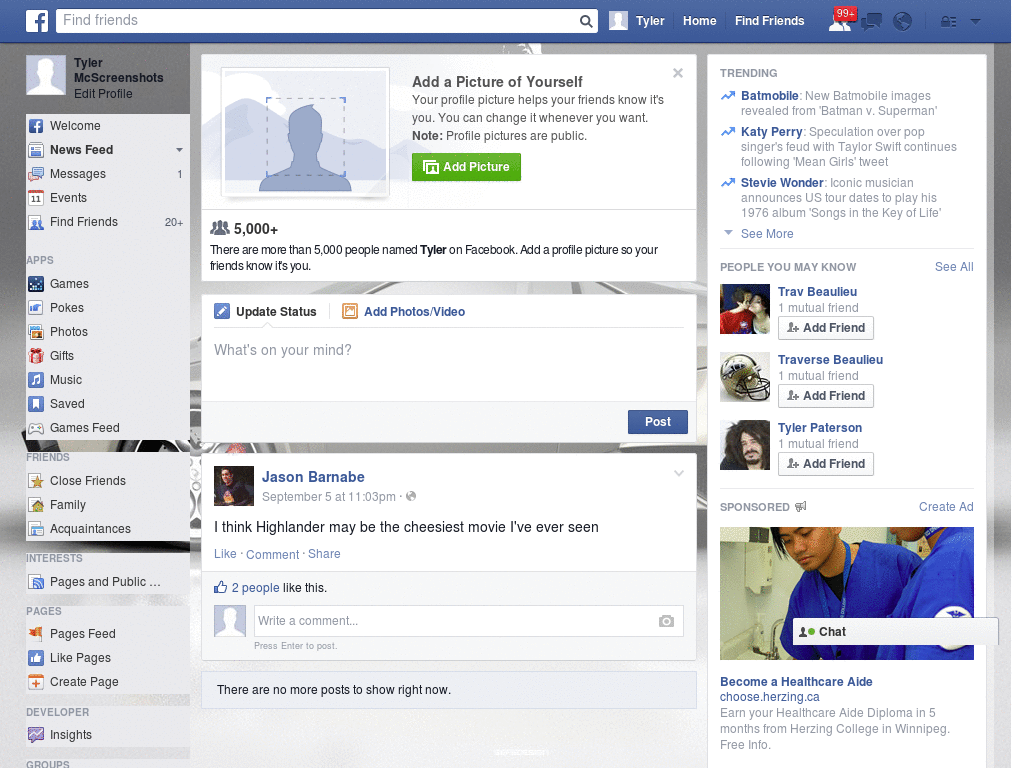 Find friends
Tyler
Home
Find Friends
99+
Tyler
McScreenshots
Edit Profile
Welcome
News Feed
Messages 1
11 Events
Find Friends 20+
APPS
Games
Pokes
Photos
Gifts
Music
Saved
Games Feed
FRIENDS
Close Friends
Family
Acquaintances
INTERESTS
Pages and Public ...
PAGES
Pages Feed
Like Pages
Create Page
DEVELOPER
Insights
GROUPS
Add a Picture of Yourself
Your profile picture helps your friends know it's
you. You can change it whenever you want.
Note: Profile pictures are public.
Add Picture
5,000+
There are more than 5,000 people named Tyler on Facebook. Add a profile picture so your
friends know it's you.
Update Status
Add Photos/Video
What's on your mind?
Post
Jason Barnabe
September 5 at 11:03pm ·
I think Highlander may be the cheesiest movie I've ever seen
Like · Comment · Share
2 people like this.
Write a comment...
Press Enter to post.
There are no more posts to show right now.
TRENDING
Batmobile: New Batmobile images
revealed from 'Batman v. Superman'
Katy Perry: Speculation over pop
singer's feud with Taylor Swift continues
following 'Mean Girls' tweet
Stevie Wonder: Iconic musician
announces US tour dates to play his
1976 album 'Songs in the Key of Life'
See More
PEOPLE YOU MAY KNOW See All
Trav Beaulieu
1 mutual friend
Add Friend
Traverse Beaulieu
1 mutual friend
Add Friend
Tyler Paterson
1 mutual friend
Add Friend
SPONSORED Create Ad
Chat
Become a Healthcare Aide
choose.herzing.ca
Earn your Healthcare Aide Diploma in 5
months from Herzing College in Winnipeg.
Free Info.